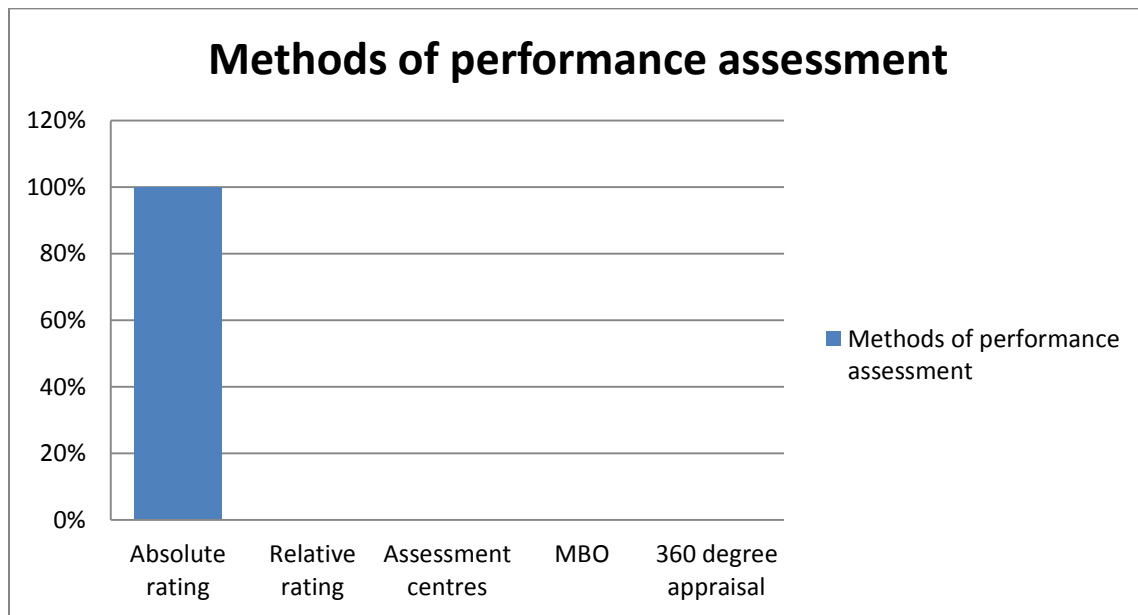 Methods of performance assessment
120%
100%
80%
60%
40%
20%
0%
Absolute
rating
Relative
rating
Assessment
centres
MBO
360 degree
appraisal
Methods of performance
assessment